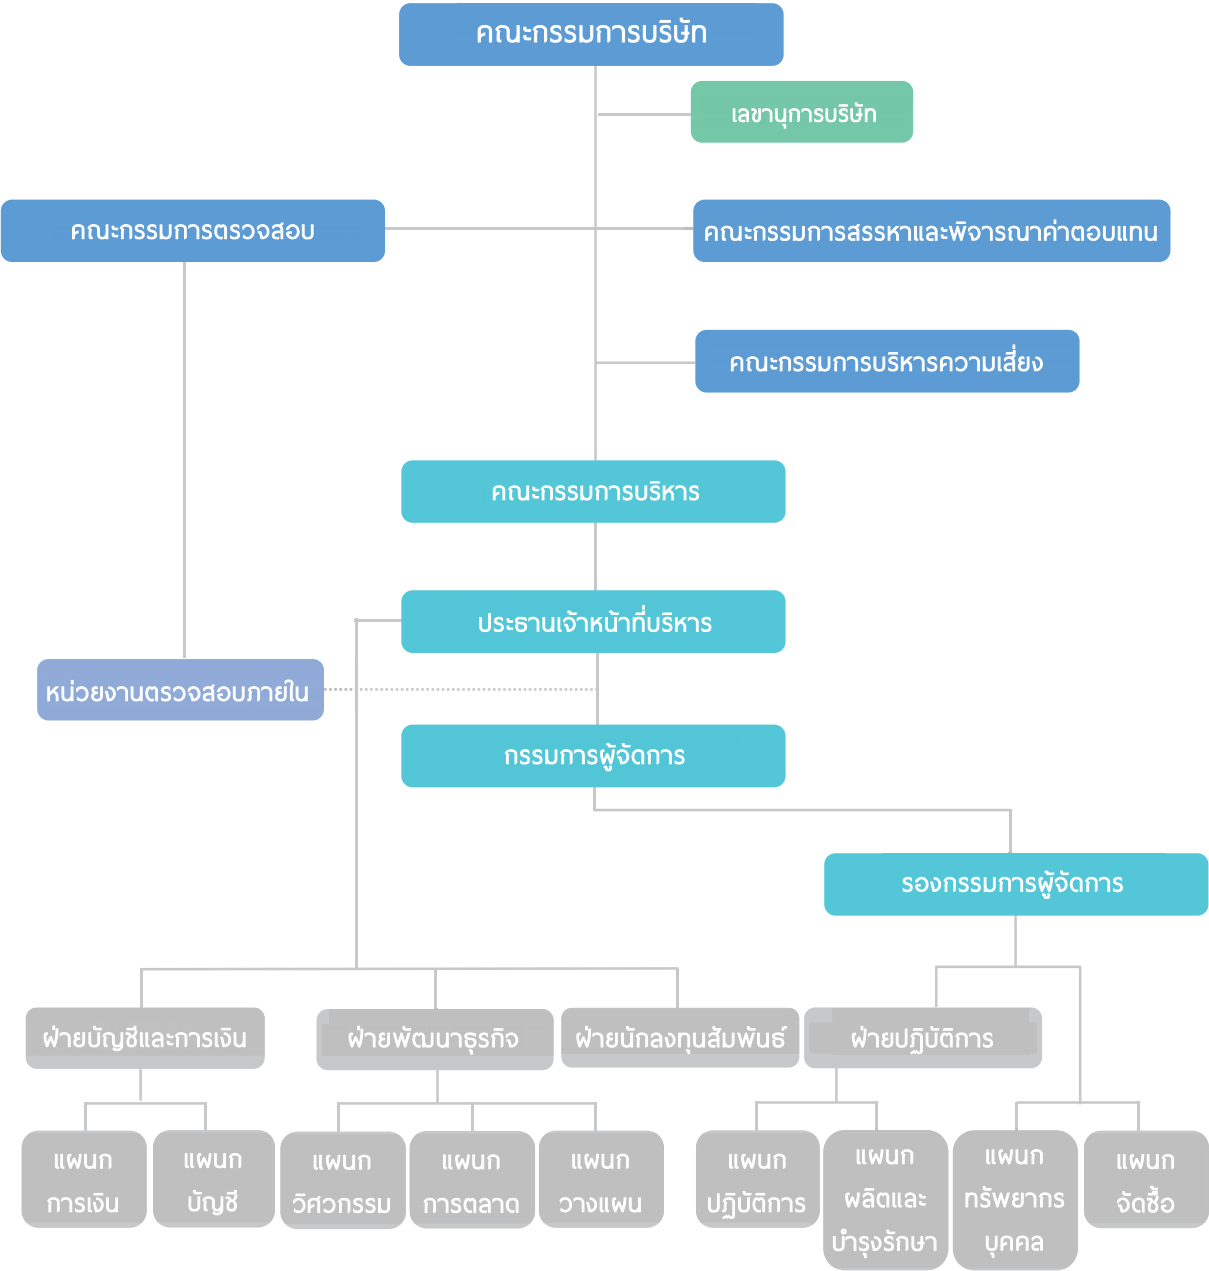 คณะกรรมการบริษัท
เลขานุการบริษัท
คณะกรรมการตรวจสอบ
คณะกรรมการสรรหาและพิจารณาค่าตอบแทน
คณะกรรมการบริหารความเสี่ยง
คณะกรรมการบริหาร
ประธานเจ้าหน้าที่บริหาร
หน่วยงานตรวจสอบภายใน
กรรมการผู้จัดการ
รองกรรมการผู้จัดการ
ฝ่ายบัญชีและการเงิน
ฝ่ายพัฒนาธุรกิจ
ฝ่ายนักลงทุนสัมพันธ์
ฝ่ายปฏิบัติการ
แผนก
การเงิน
แผนก
บัญชี
แผนก
วิศวกรรม
แผนก
การตลาด
แผนก
วางแผน
แผนก
ปฏิบัติการ
แผนก
ผลิตและ
บำรุงรักษา
แผนก
ทรัพยากร
บุคคล
แผนก
จัดซื้อ